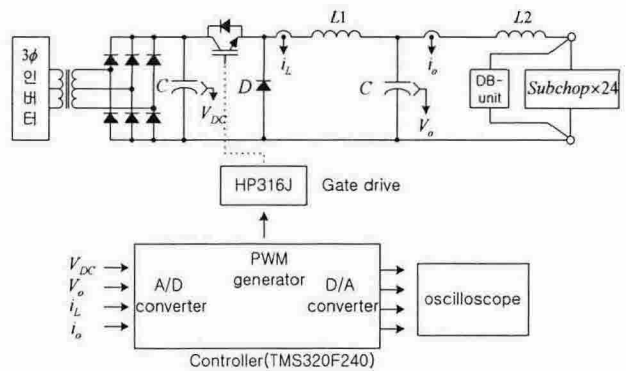 3ϕ
인
버
터
C
V_DC
D
i_L
L1
C
V_o
i_o
L2
DB-
unit
Subchop×24
HP316J
Gate drive
V_DC
V_o
i_L
i_o
A/D
converter
PWM
generator
D/A
converter
oscilloscope
Controller(TMS320F240)